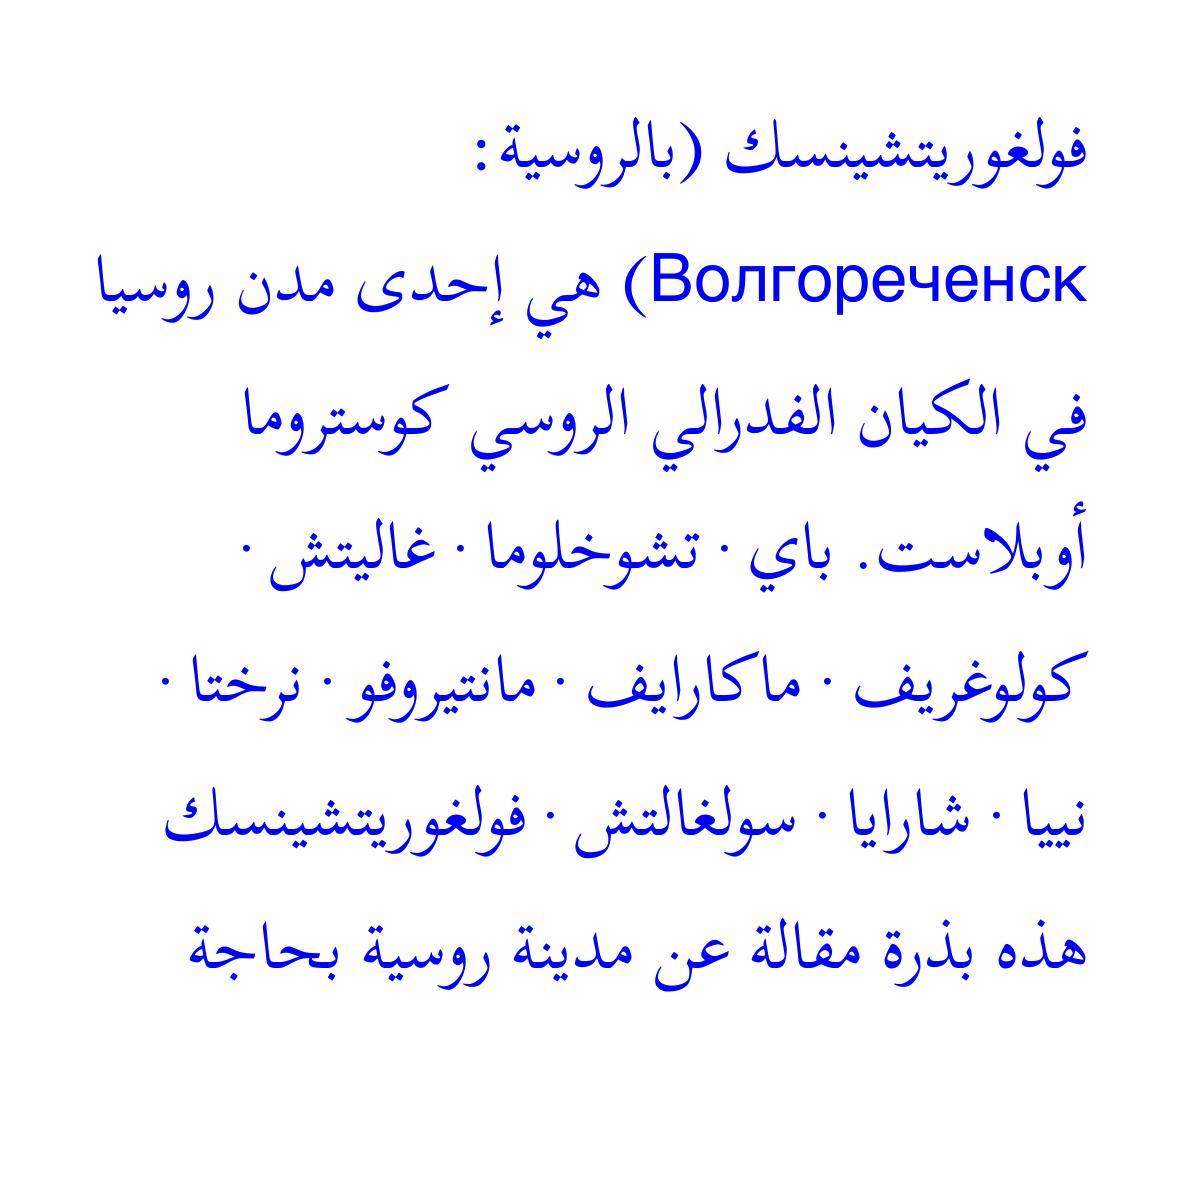 فولغوريتشينسك (بالروسية:
Волгореченск) هي إحدى مدن روسيا
في الكيان الفدرالي الروسي كوستروما
أوبلاست. باي · تشوخلوما · غاليتش ·
كولوغريف · ماكارايف · مانتيروفو · نرختا ·
نييا · شارايا · سولغالتش · فولغوريتشينسك
هذه بذرة مقالة عن مدينة روسية بحاجة